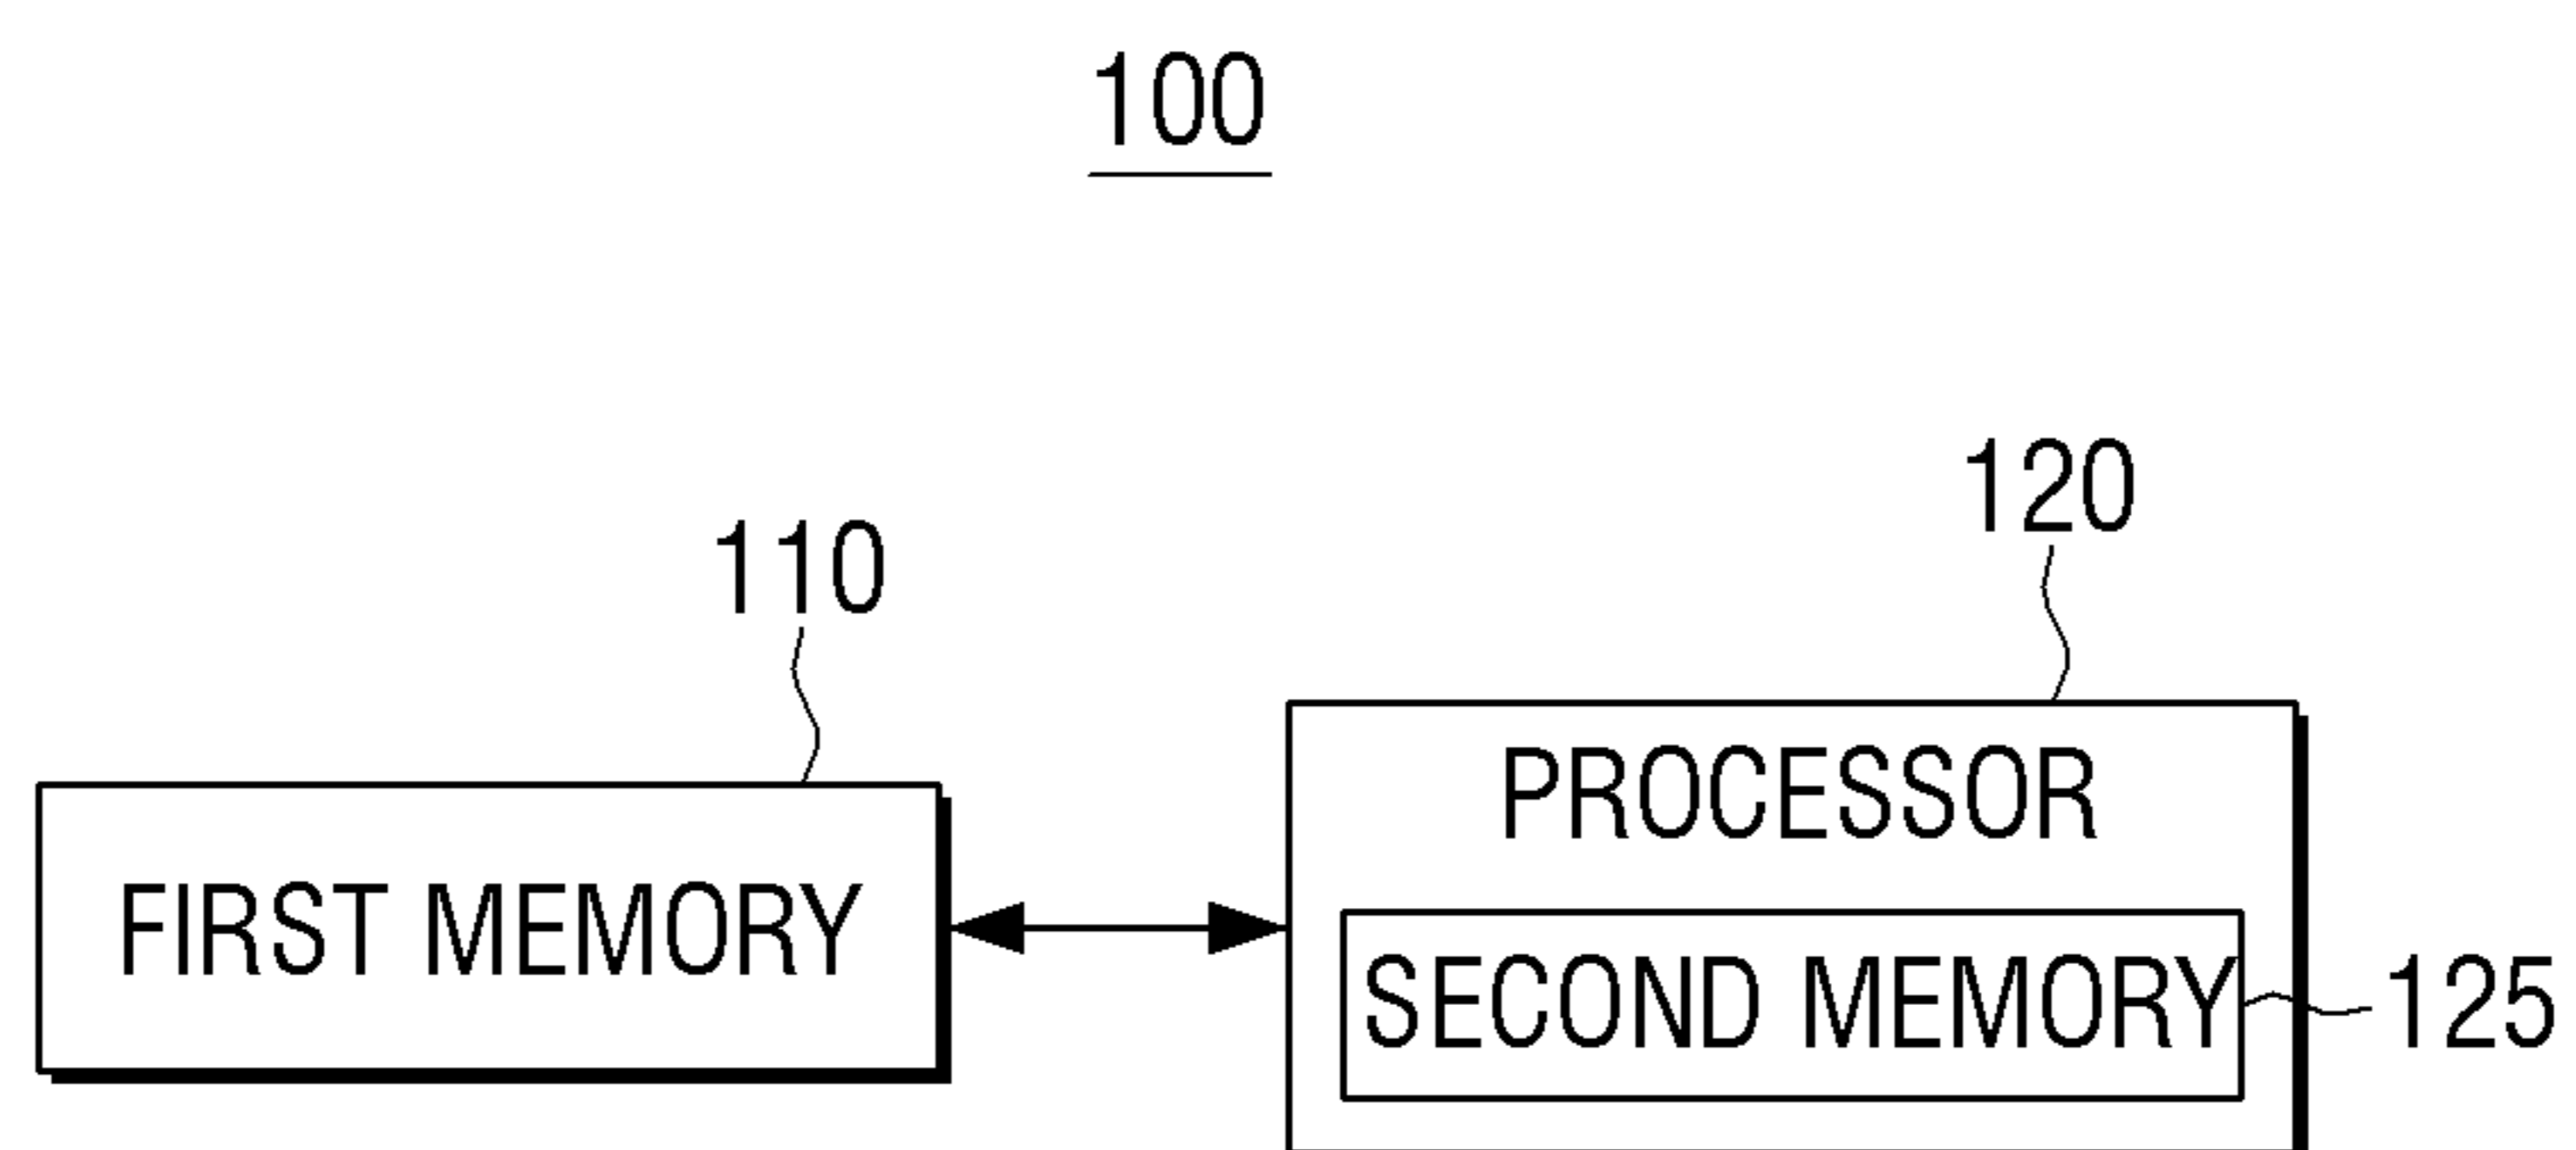 100
120
110
PROCESSOR
FIRST MEMORY
SECOND MEMORY
125